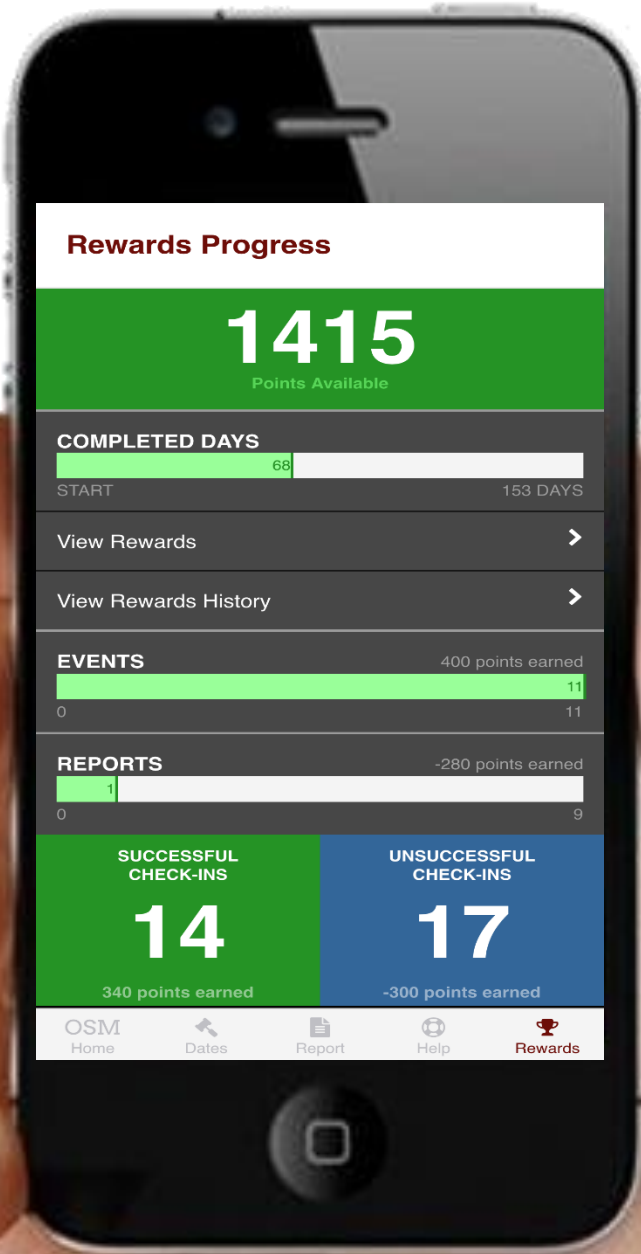 Rewards Progress
1415
Points Available
COMPLETED DAYS
68
START 153 DAYS
View Rewards
View Rewards History
EVENTS 400 points earned
11
0 11
REPORTS -280 points earned
1
0 9
SUCCESSFUL
CHECK-INS
14
340 points earned
UNSUCCESSFUL
CHECK-INS
17
-300 points earned
OSM
Home Dates Report Help Rewards